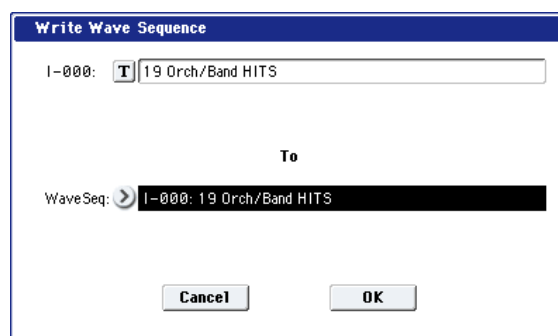 Write Wave Sequence
I-000: T 19 Orch/Band HITS
To
WaveSeq: I-000: 19 Orch/Band HITS
Cancel OK